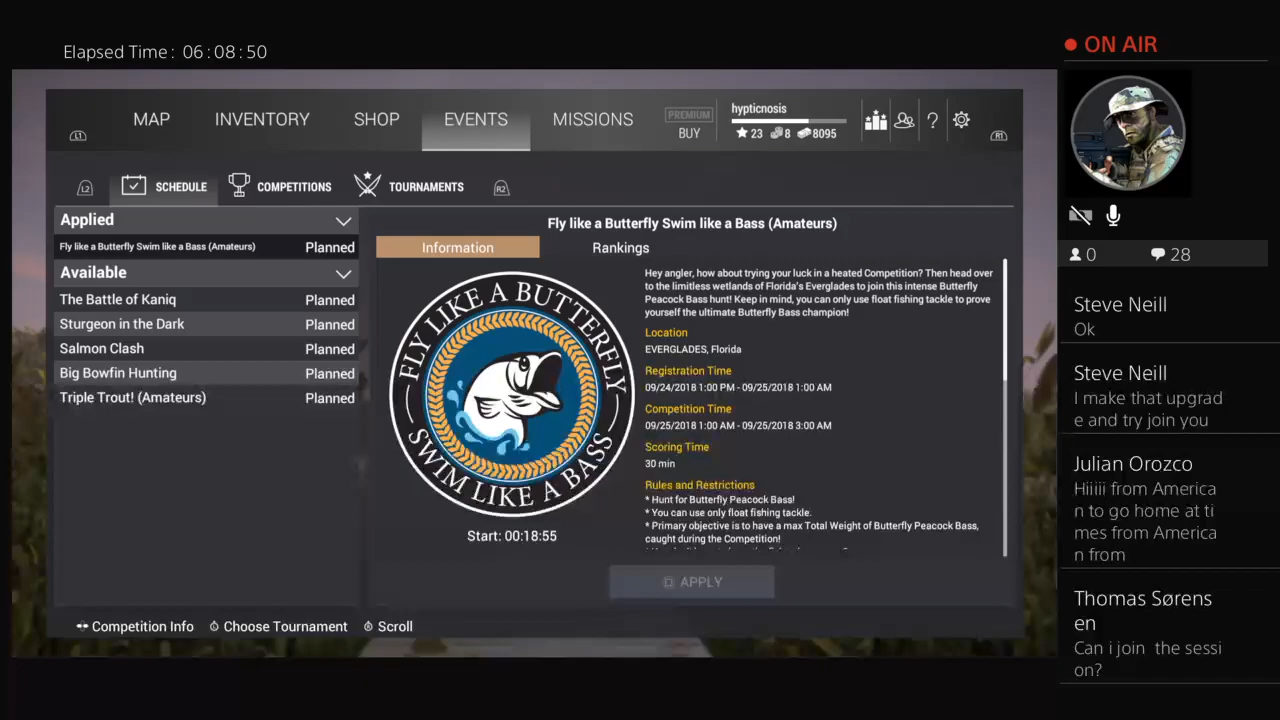 Elapsed Time: 06:08:50
ON AIR
L1
MAP
INVENTORY
SHOP
EVENTS
MISSIONS
PREMIUM
BUY
hypticnosis
23 8 8095
?
R1
L2
SCHEDULE
COMPETITIONS
TOURNAMENTS
R2
Applied
Fly like a Butterfly Swim like a Bass (Amateurs) Planned
Available
The Battle of Kaniq Planned
Sturgeon in the Dark Planned
Salmon Clash Planned
Big Bowfin Hunting Planned
Triple Trout! (Amateurs) Planned
Fly like a Butterfly Swim like a Bass (Amateurs)
Information
Rankings
FLY LIKE A BUTTERFLY
SWIM LIKE A BASS
Start: 00:18:55
Hey angler, how about trying your luck in a heated Competition? Then head over
to the limitless wetlands of Florida's Everglades to join this intense Butterfly
Peacock Bass hunt! Keep in mind, you can only use float fishing tackle to prove
yourself the ultimate Butterfly Bass champion!
Location
EVERGLADES, Florida
Registration Time
09/24/2018 1:00 PM - 09/25/2018 1:00 AM
Competition Time
09/25/2018 1:00 AM - 09/25/2018 3:00 AM
Scoring Time
30 min
Rules and Restrictions
* Hunt for Butterfly Peacock Bass!
* You can use only float fishing tackle.
* Primary objective is to have a max Total Weight of Butterfly Peacock Bass,
caught during the Competition!
APPLY
Competition Info
Choose Tournament
Scroll
0
28
Steve Neill
Ok
Steve Neill
I make that upgrad
e and try join you
Julian Orozco
Hiiiii from America
n to go home at ti
mes from America
n from
Thomas Sørens
en
Can i join the sessi
on?